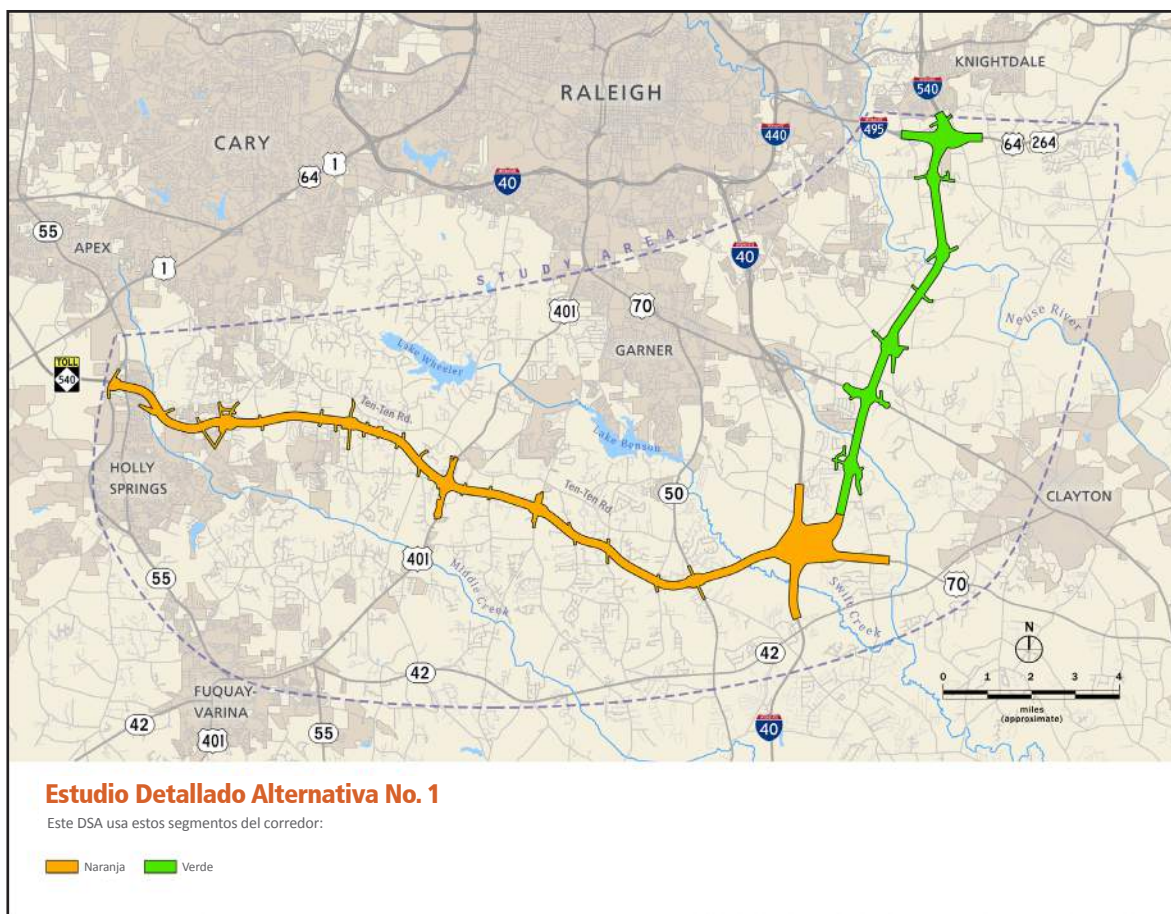 KNIGHTDALE
540
RALEIGH
440
495
64 264
CARY
1
64
40
55
APEX
1
STUDY AREA
40
401
70
Neuse River
TOLL
540
Lake Wheeler
GARNER
Ten-Ten Rd.
Lake Benson
HOLLY
SPRINGS
Ten-Ten Rd.
50
CLAYTON
401
55
Middle Creek
70
Swift Creek
N
42
42
0 1 2 3 4
miles
(approximate)
FUQUAY-
VARINA
42
401
55
40
Estudio Detallado Alternativa No. 1
Este DSA usa estos segmentos del corredor:
Naranja Verde